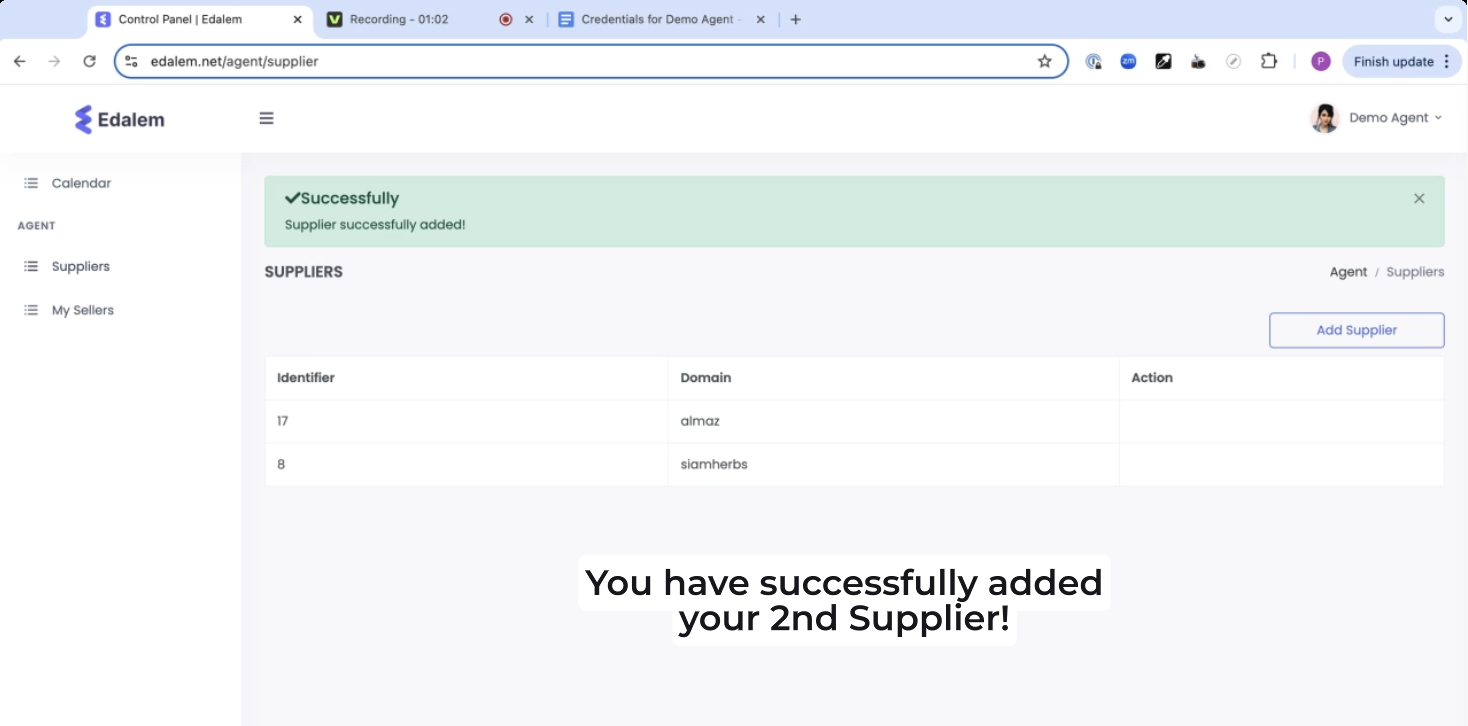 Control Panel | Edalem
Recording - 01:02
Credentials for Demo Agent -
edalem.net/agent/supplier
zm
P
Finish update
Edalem
Demo Agent
Calendar
AGENT
Suppliers
My Sellers
Successfully
Supplier successfully added!
SUPPLIERS
Agent / Suppliers
Add Supplier
Identifier Domain Action
17 almaz
8 siamherbs
You have successfully added
your 2nd Supplier!